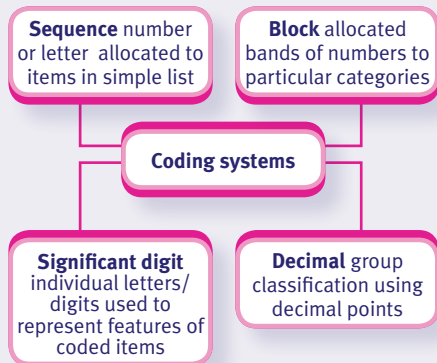 Sequence number
or letter allocated to
items in simple list
Block allocated
bands of numbers to
particular categories
Coding systems
Significant digit
individual letters/
digits used to
represent features of
coded items
Decimal group
classification using
decimal points